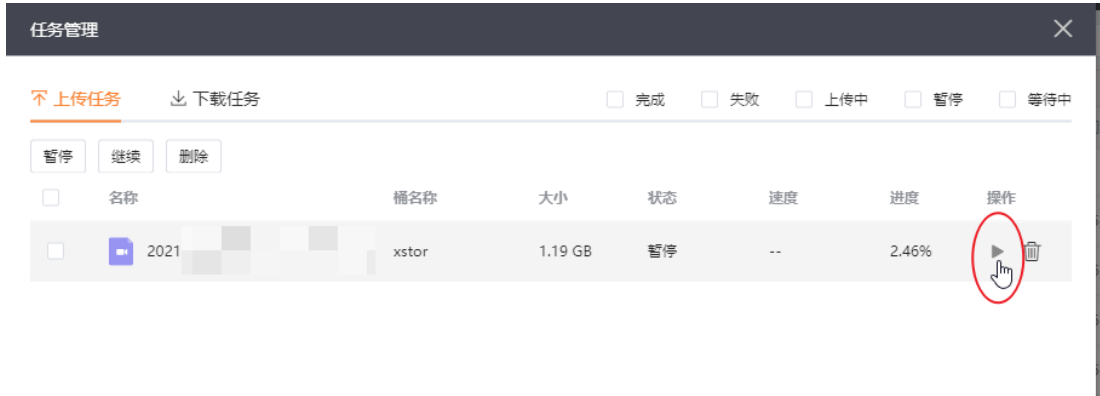 任务管理
上传任务 下载任务 完成 失败 上传中 暂停 等待中
暂停 继续 删除
名称 桶名称 大小 状态 速度 进度 操作
2021 xstor 1.19 GB 暂停 -- 2.46%